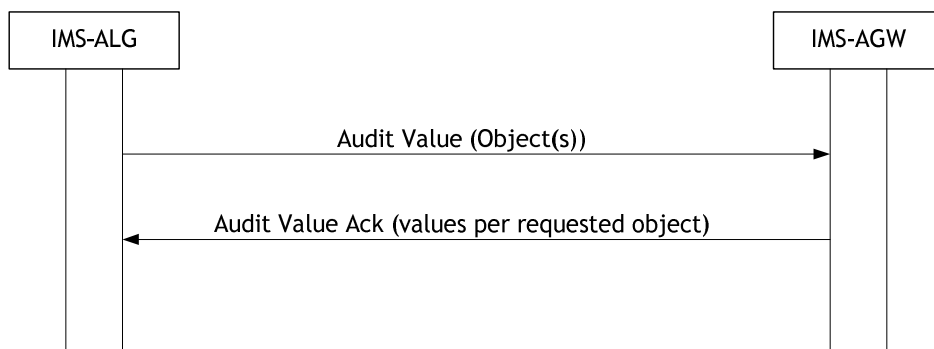 IMS-ALG
IMS-AGW
Audit Value (Object(s))
Audit Value Ack (values per requested object)